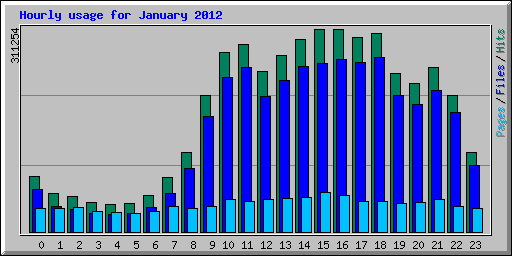 Hourly usage for January 2012
311254
Pages / Files / Hits
0 1 2 3 4 5 6 7 8 9 10 11 12 13 14 15 16 17 18 19 20 21 22 23